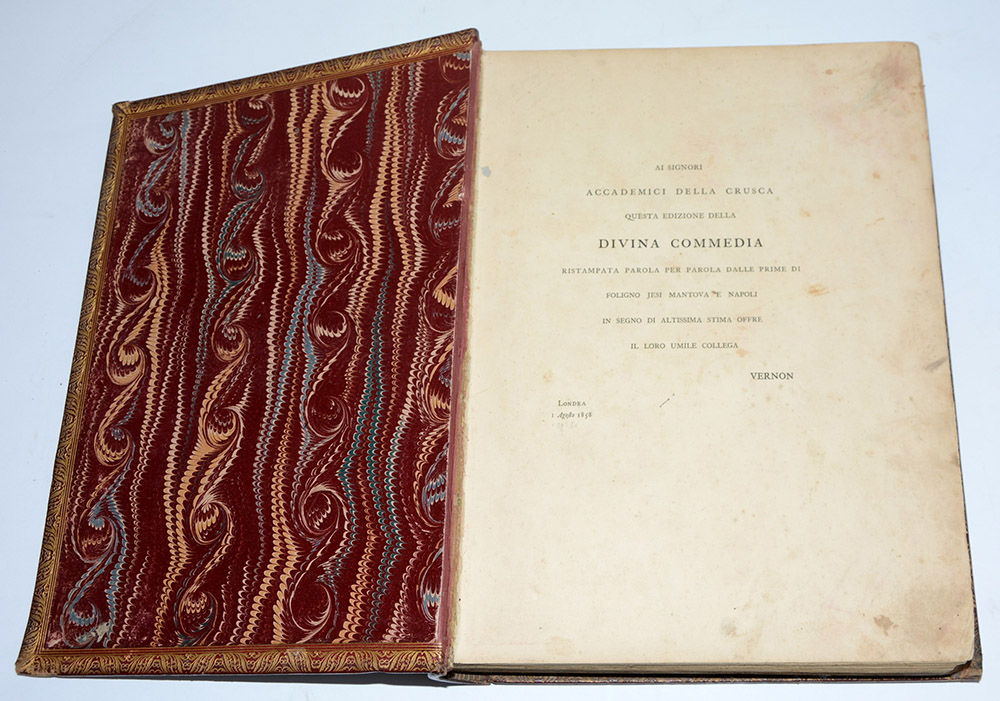 AI SIGNORI
ACCADEMICI DELLA CRUSCA
QUESTA EDIZIONE DELLA
DIVINA COMMEDIA
RISTAMPATA PAROLA PER PAROLA DALLE PRIME DI
FOLIGNO JESI MANTOVA E NAPOLI
IN SEGNO DI ALTISSIMA STIMA OFFRE
IL LORO UMILE COLLEGA
VERNON
LONDRA
1 Agosto 1858